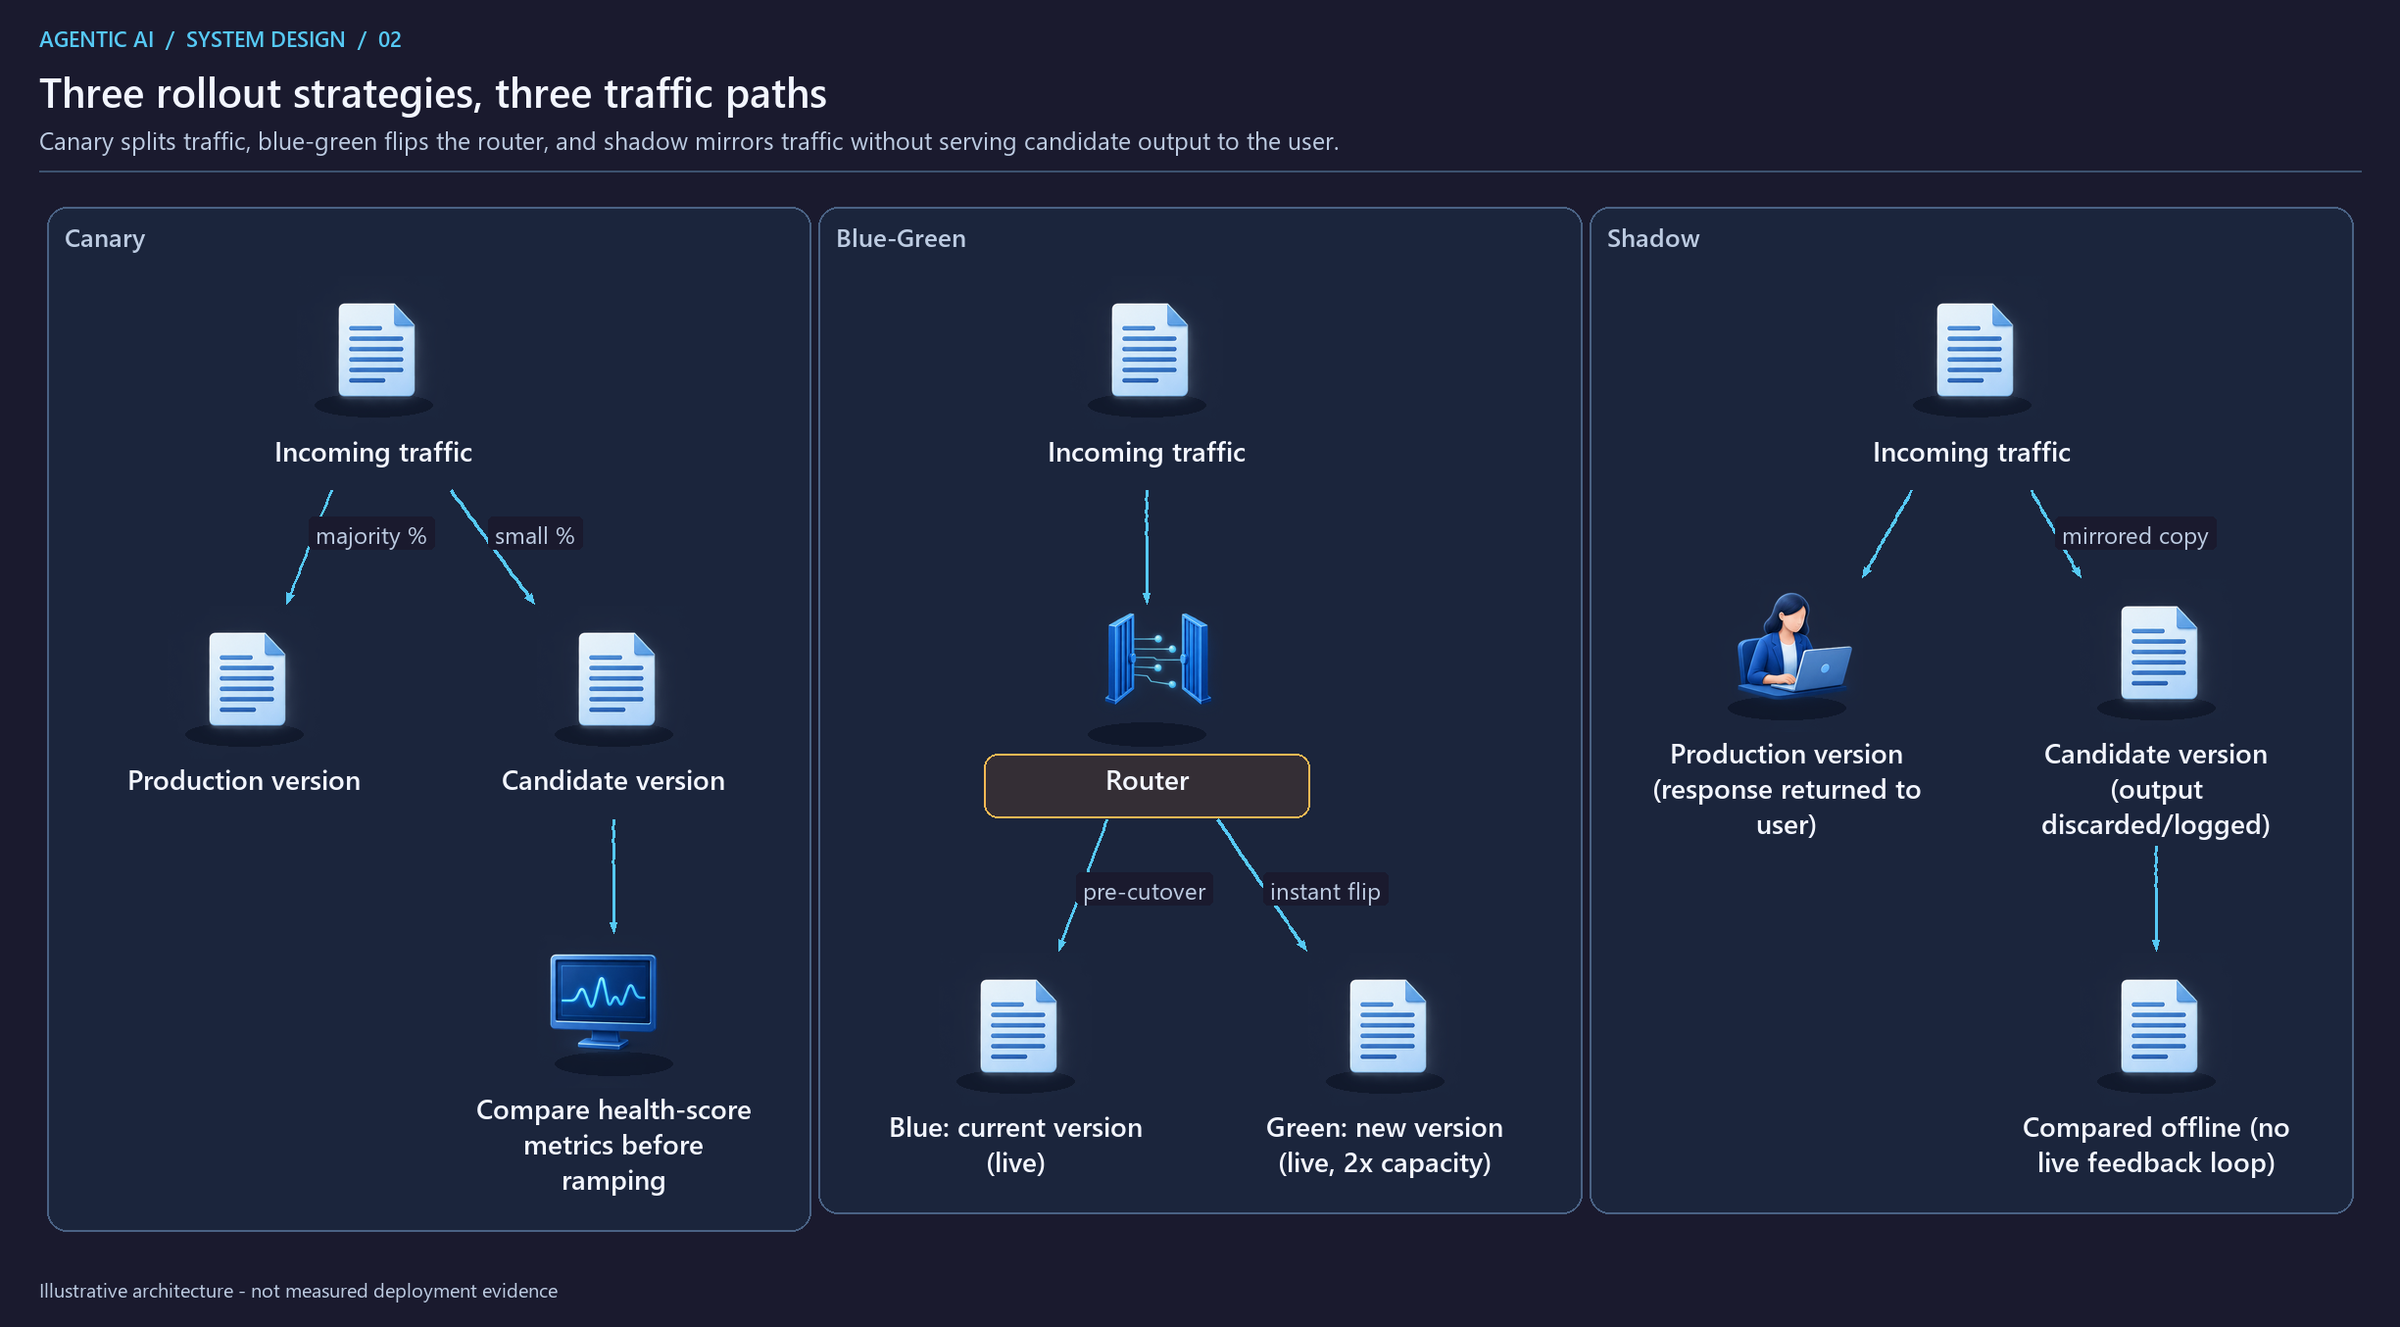 AGENTIC AI / SYSTEM DESIGN / 02
Three rollout strategies, three traffic paths
Canary splits traffic, blue-green flips the router, and shadow mirrors traffic without serving candidate output to the user.
Canary
Incoming traffic
majority %
small %
Production version
Candidate version
Compare health-score
metrics before
ramping
Blue-Green
Incoming traffic
Router
pre-cutover
instant flip
Blue: current version
(live)
Green: new version
(live, 2x capacity)
Shadow
Incoming traffic
mirrored copy
Production version
(response returned to
user)
Candidate version
(output
discarded/logged)
Compared offline (no
live feedback loop)
Illustrative architecture - not measured deployment evidence